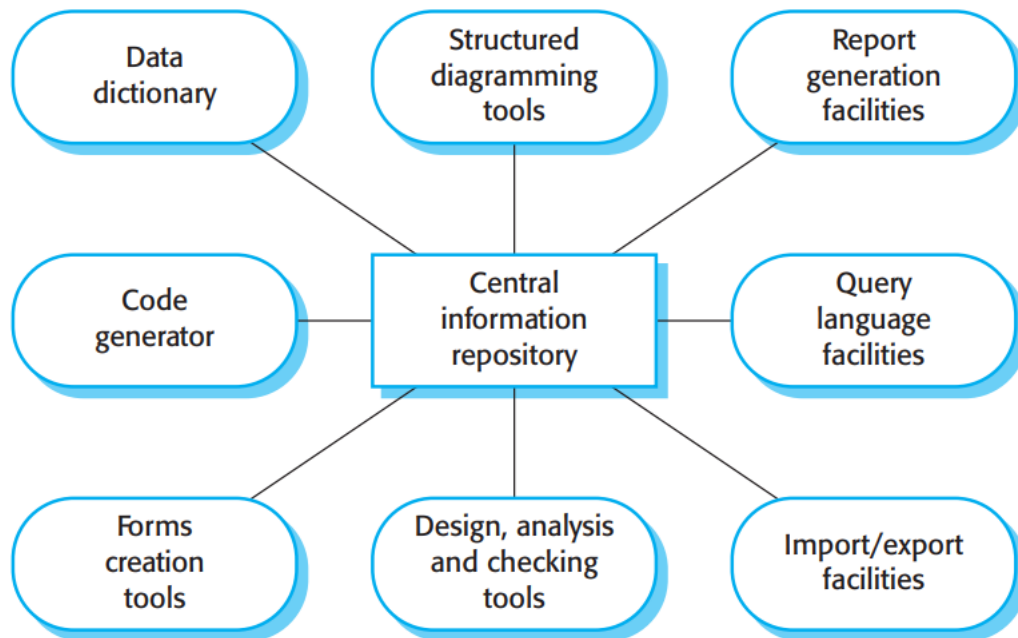 Data
dictionary
Structured
diagramming
tools
Report
generation
facilities
Code
generator
Central
information
repository
Query
language
facilities
Forms
creation
tools
Design, analysis
and checking
tools
Import/export
facilities